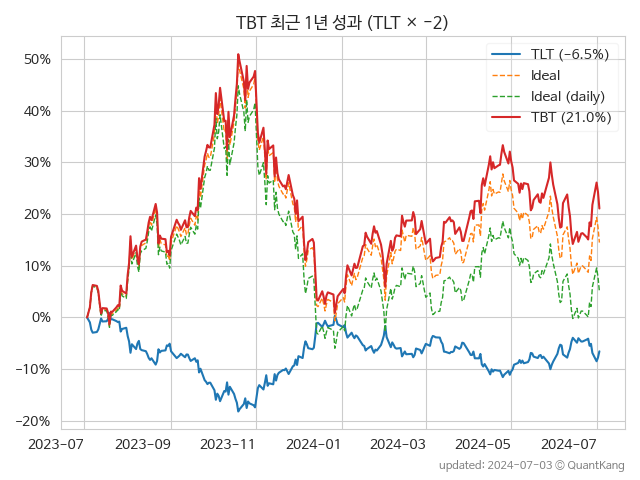 TBT 최근 1년 성과 (TLT × -2)
TLT (-6.5%)
Ideal
Ideal (daily)
TBT (21.0%)
50%
40%
30%
20%
10%
0%
-10%
-20%
2023-07 2023-09 2023-11 2024-01 2024-03 2024-05 2024-07
updated: 2024-07-03 © QuantKang